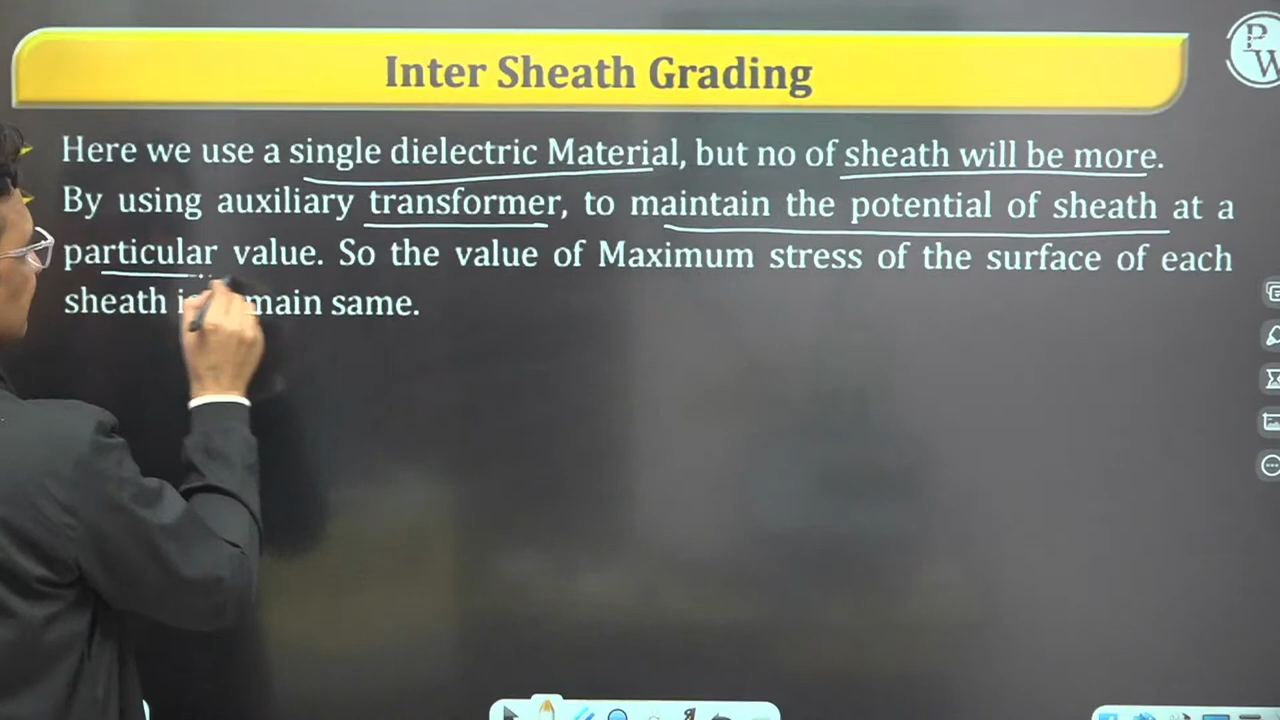 Inter Sheath Grading
P
W
Here we use a single dielectric Material, but no of sheath will be more.
By using auxiliary transformer, to maintain the potential of sheath at a
particular value. So the value of Maximum stress of the surface of each
sheath main same.